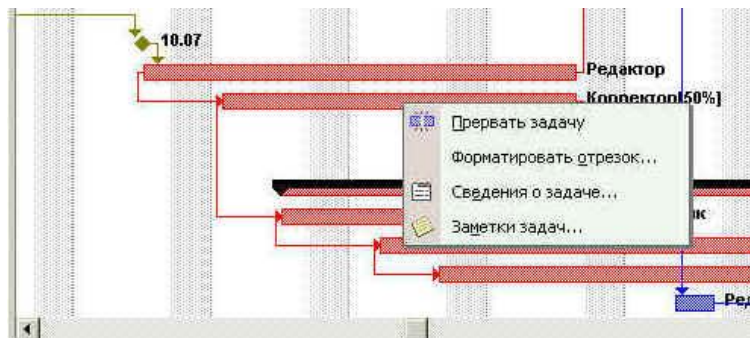 10.07
Редактор
Корректор[50%]
Прервать задачу
Форматировать отрезок...
Сведения о задаче...
Заметки задач...